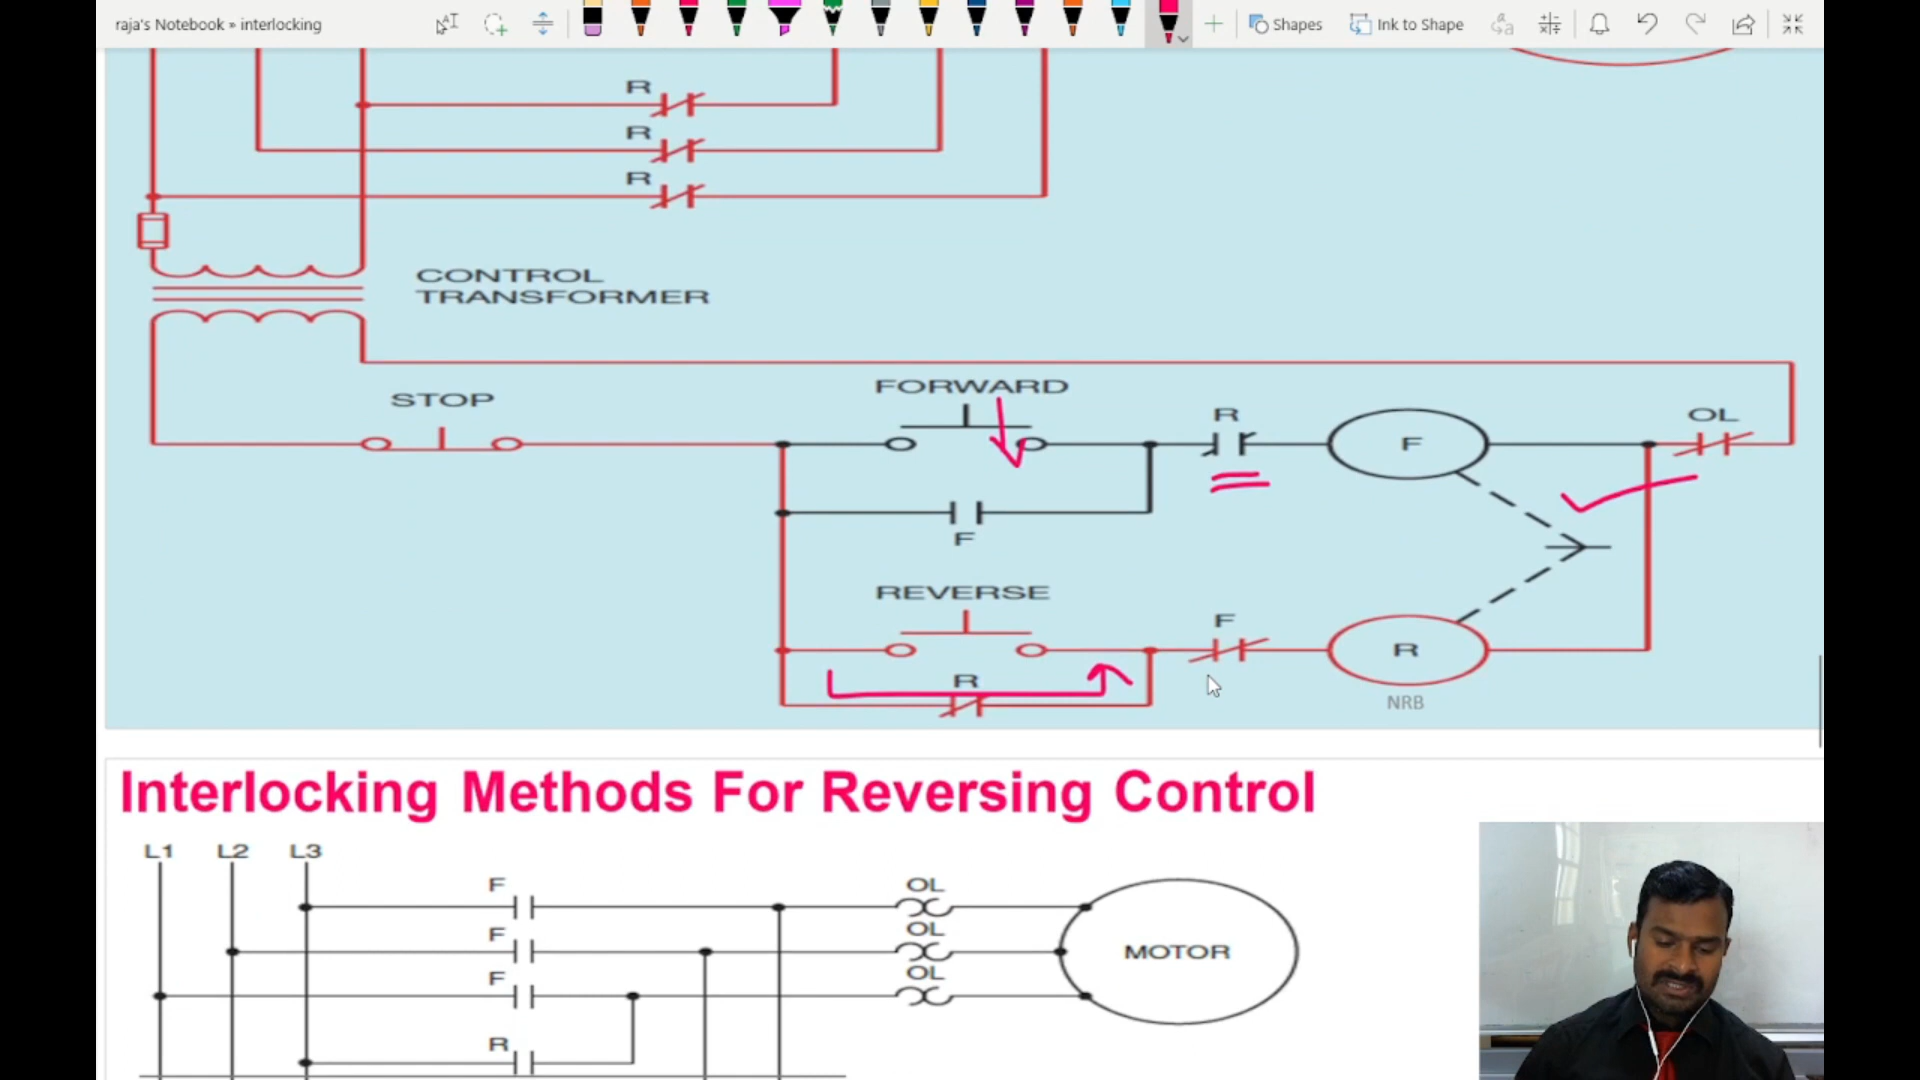 raja's Notebook » interlocking
Shapes
Ink to Shape
R
R
R
CONTROL
TRANSFORMER
STOP
FORWARD
R
F
OL
F
REVERSE
F
R
R
NRB
Interlocking Methods For Reversing Control
L1 L2 L3
F
OL
F
OL
F
OL
MOTOR
R